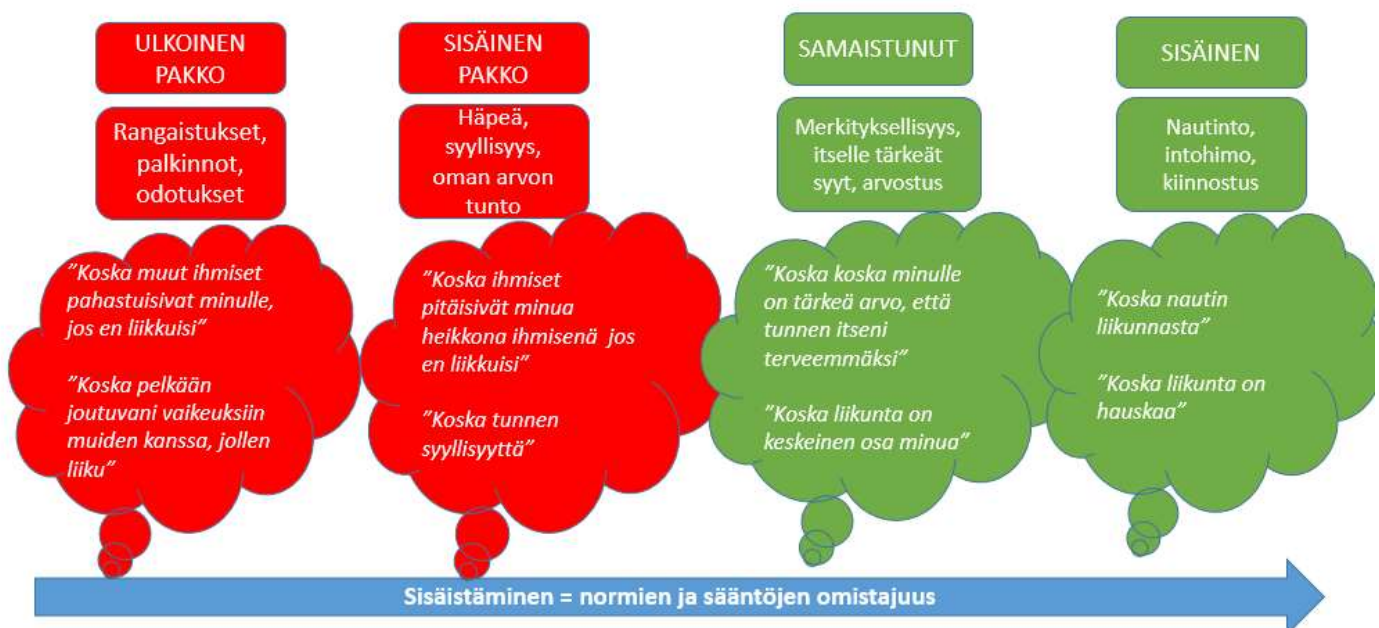 ULKOINEN
PAKKO
Rangaistukset,
palkinnot,
odotukset
”Koska muut ihmiset
pahastuisivat minulle,
jos en liikkuisi”
”Koska pelkään
joutuvani vaikeuksiin
muiden kanssa, jollen
liiku”
SISÄINEN
PAKKO
Häpeä,
syyllisyys,
oman arvon
tunto
”Koska ihmiset
pitäisivät minua
heikkona ihmisenä jos
en liikkuisi”
”Koska tunnen
syyllisyyttä”
SAMAISTUNUT
Merkityksellisyys,
itselle tärkeät
syyt, arvostus
”Koska koska minulle
on tärkeä arvo, että
tunnen itseni
terveemmäksi”
”Koska liikunta on
keskeinen osa minua”
SISÄINEN
Nautinto,
intohimo,
kiinnostus
”Koska nautin
liikunnasta”
”Koska liikunta on
hauskaa”
Sisäistäminen = normien ja sääntöjen omistajuus